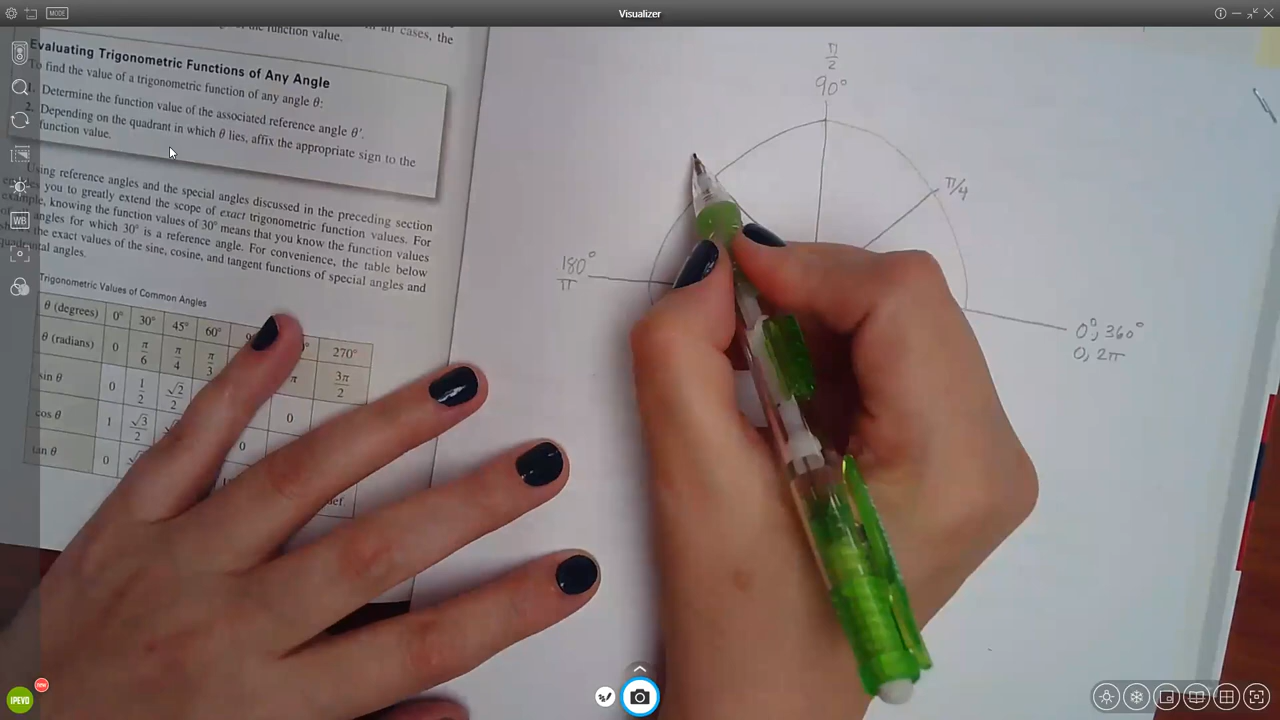 Visualizer
MODE
of the function value. in all cases, the
Evaluating Trigonometric Functions of Any Angle
To find the value of a trigonometric function of any angle θ:
1. Determine the function value of the associated reference angle θ′.
2. Depending on the quadrant in which θ lies, affix the appropriate sign to the
function value.
Using reference angles and the special angles discussed in the preceding section
you to greatly extend the scope of exact trigonometric function values. For
example, knowing the function values of 30° means that you know the function values
angles for which 30° is a reference angle. For convenience, the table below
the exact values of the sine, cosine, and tangent functions of special angles and
angles.
Trigonometric Values of Common Angles
θ (degrees) 0° 30° 45° 60° 270°
θ (radians) 0 π/6 π/4 π/3 π 3π/2
sin θ 0 1/2 √2/2 0
cos θ 1 √3/2 0
tan θ 0
π/2
90°
π/4
180°
π
0°, 360°
0, 2π
WB
IPEVO